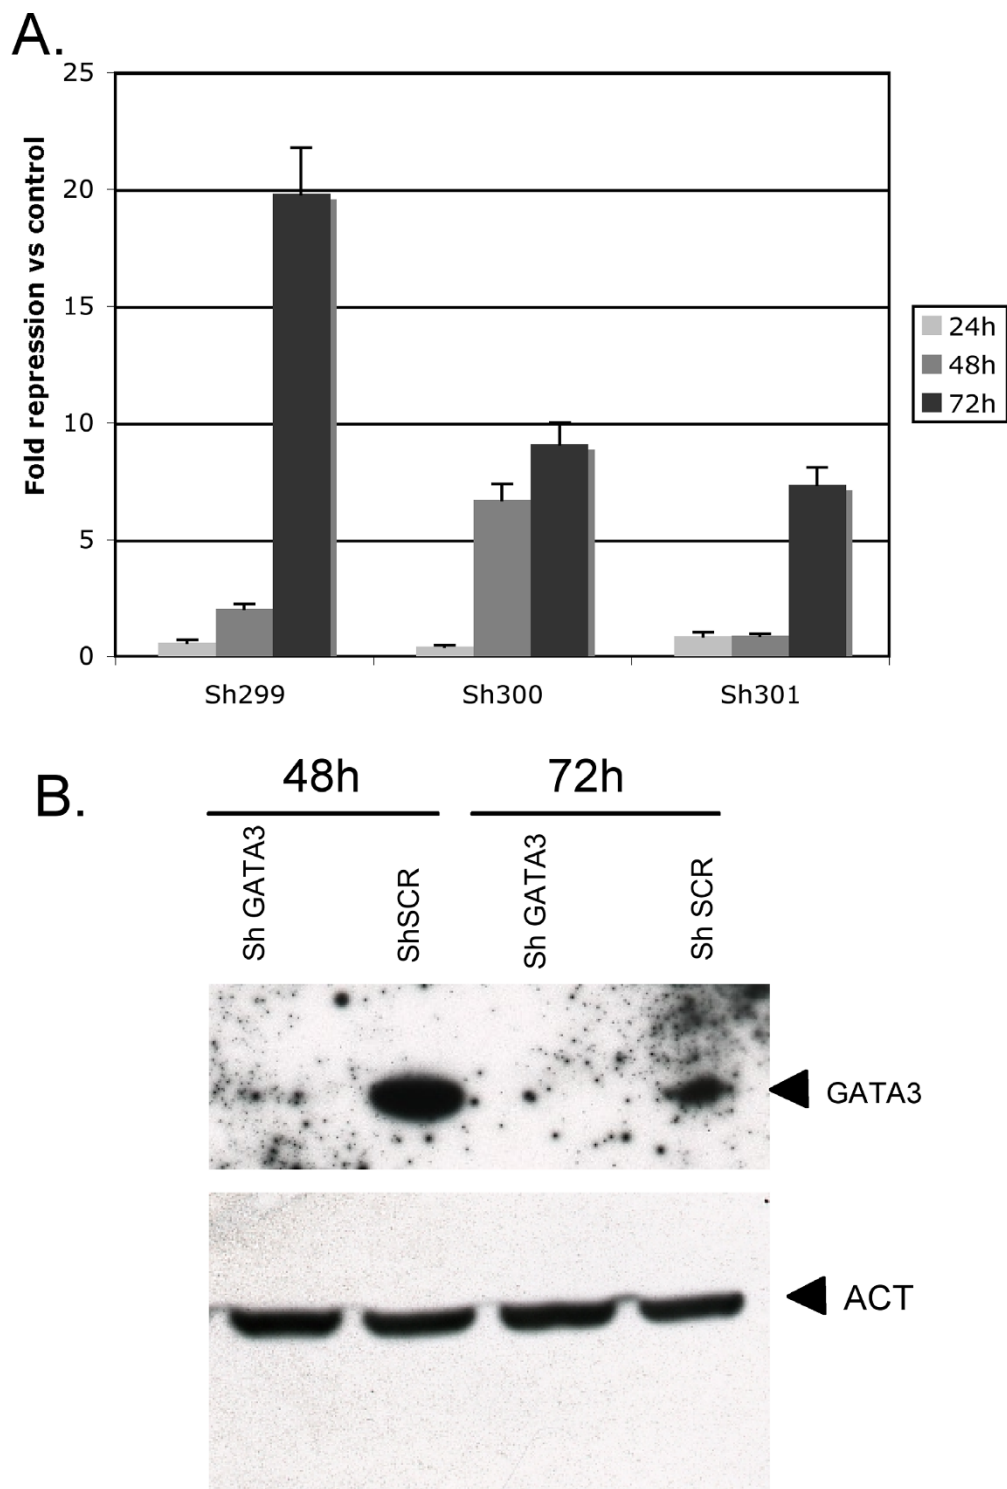 A.
Fold repression vs control
25
20
15
10
5
0
Sh299 Sh300 Sh301
24h
48h
72h
B.
48h 72h
Sh GATA3 ShSCR Sh GATA3 Sh SCR
GATA3
ACT